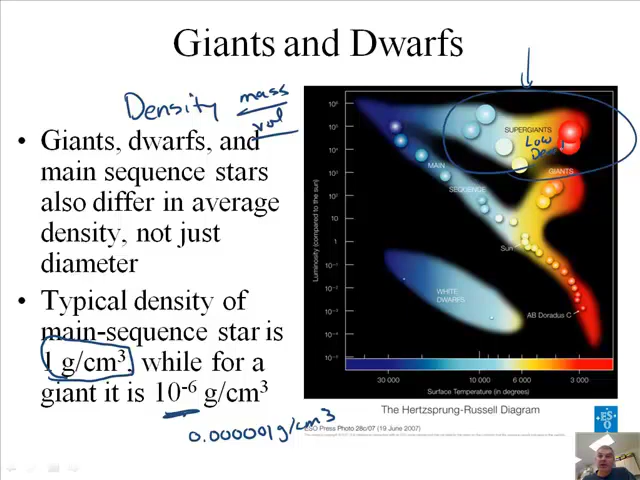 Giants and Dwarfs
Density mass
vol
• Giants, dwarfs, and
main sequence stars
also differ in average
density, not just
diameter
• Typical density of
main-sequence star is
1 g/cm³, while for a
giant it is 10⁻⁶ g/cm³
0.000001g/cm³
10⁶
10⁵
10⁴
10³
10²
10
1
10⁻¹
10⁻²
10⁻³
10⁻⁴
10⁻⁵
Luminosity (compared to the sun)
SUPERGIANTS
Low
GIANTS
MAIN
SEQUENCE
Sun
WHITE
DWARFS
AB Doradus C
30 000 10 000 6 000 3 000
Surface Temperature (in degrees)
The Hertzsprung-Russell Diagram
ESO Press Photo 28c/07 (19 June 2007)
ESO